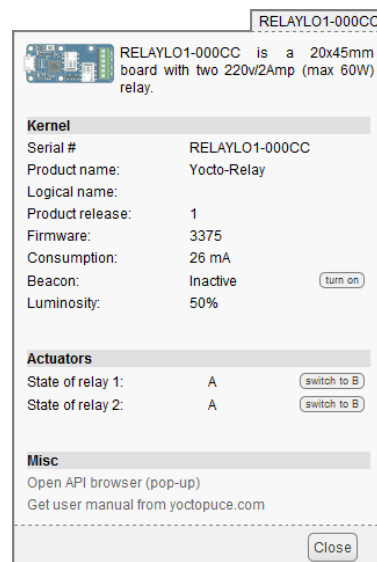 RELAYLO1-000CC
RELAYLO1-000CC is a 20x45mm
board with two 220v/2Amp (max 60W)
relay.
Kernel
Serial # RELAYLO1-000CC
Product name: Yocto-Relay
Logical name:
Product release: 1
Firmware: 3375
Consumption: 26 mA
Beacon: Inactive turn on
Luminosity: 50%
Actuators
State of relay 1: A switch to B
State of relay 2: A switch to B
Misc
Open API browser (pop-up)
Get user manual from yoctopuce.com
Close